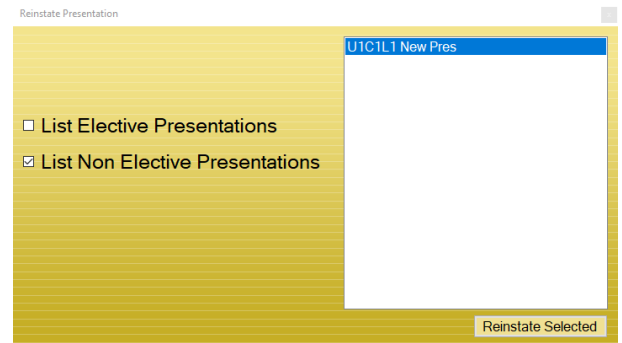 Reinstate Presentation
U1C1L1 New Pres
List Elective Presentations
List Non Elective Presentations
Reinstate Selected